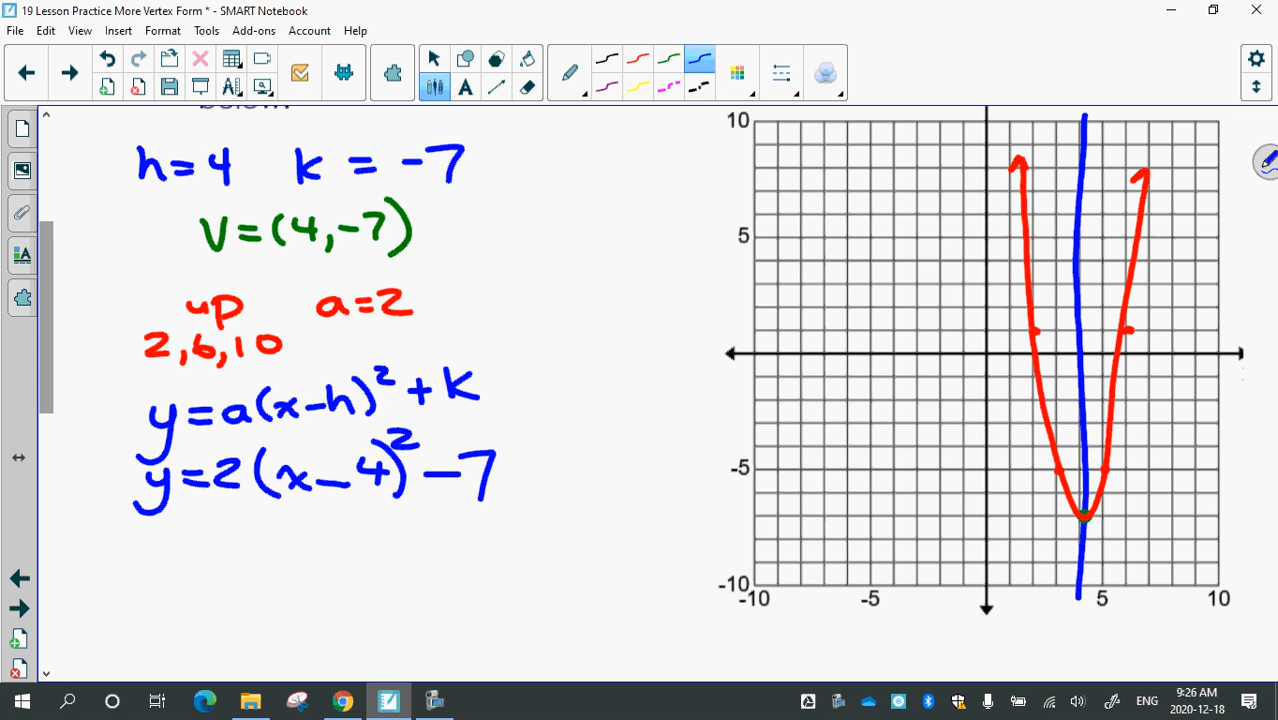 19 Lesson Practice More Vertex Form * - SMART Notebook
File Edit View Insert Format Tools Add-ons Account Help
h=4 k = -7
V=(4,-7)
up a=2
2,6,10
y=a(x-h)²+k
y=2(x-4)²-7
10
5
-5
-10
-10 -5 5 10
ENG
9:26 AM
2020-12-18